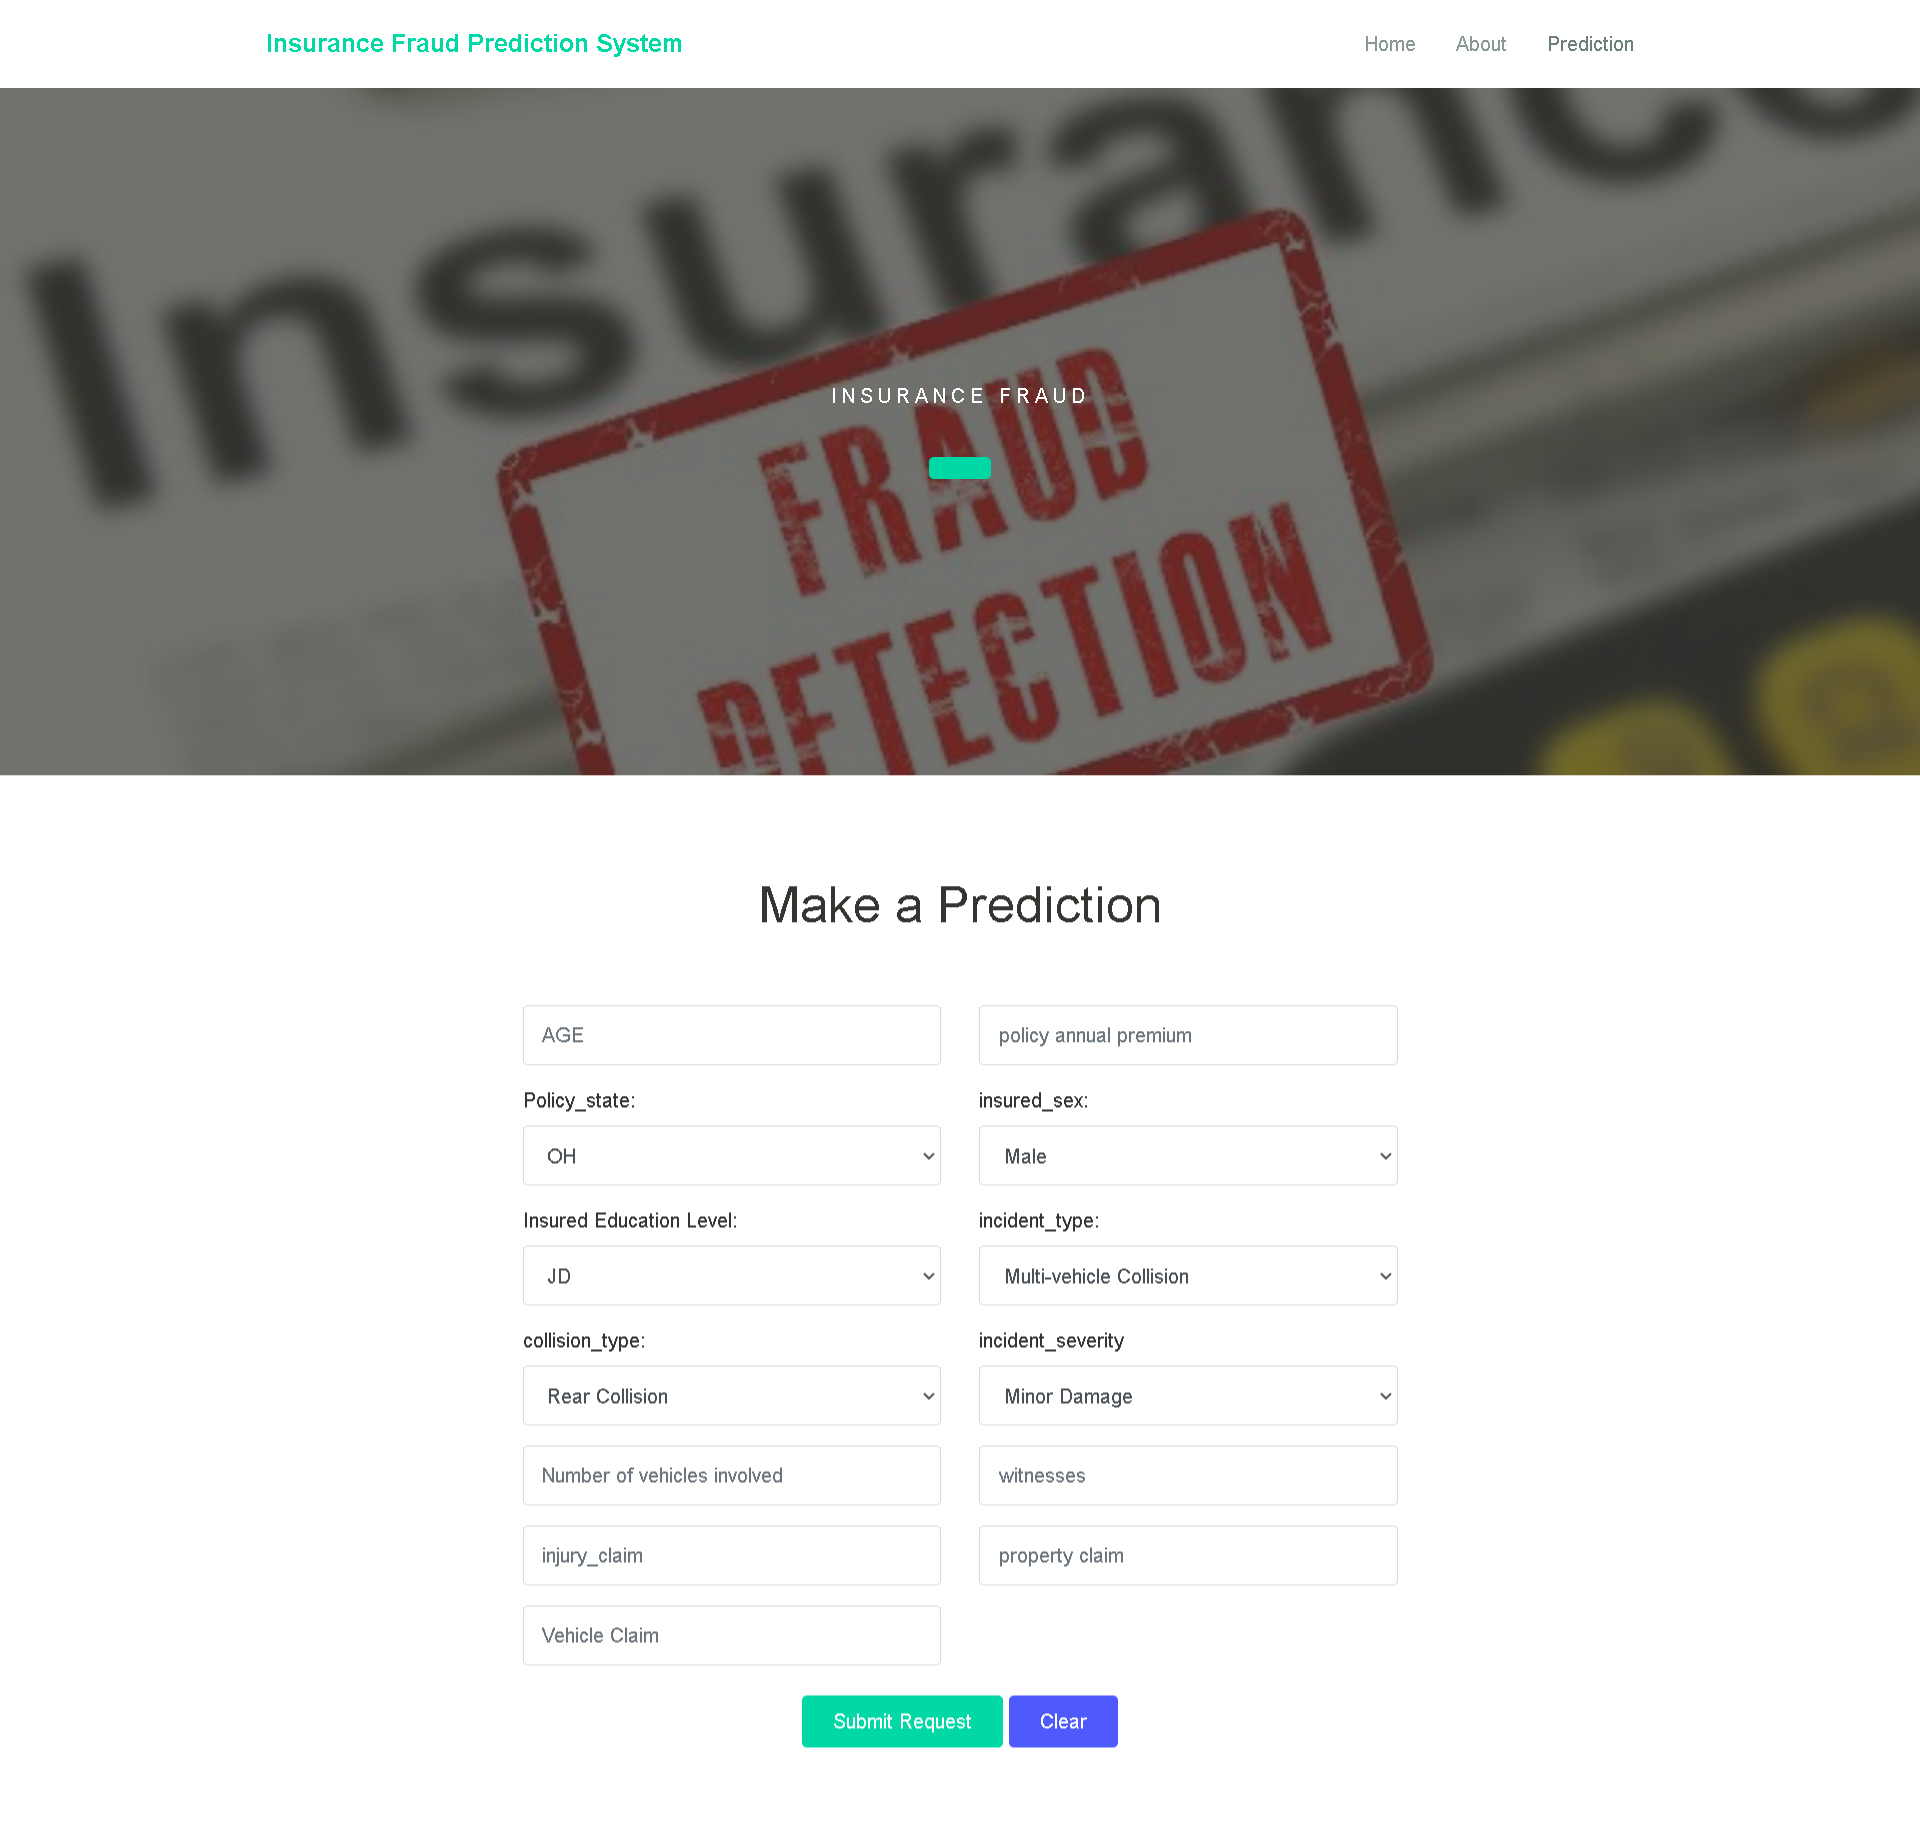 Insurance Fraud Prediction System
Home About Prediction
Insurance
INSURANCE FRAUD
FRAUD
DETECTION
Make a Prediction
AGE policy annual premium
Policy_state: insured_sex:
OH Male
Insured Education Level: incident_type:
JD Multi-vehicle Collision
collision_type: incident_severity
Rear Collision Minor Damage
Number of vehicles involved witnesses
injury_claim property claim
Vehicle Claim
Submit Request Clear